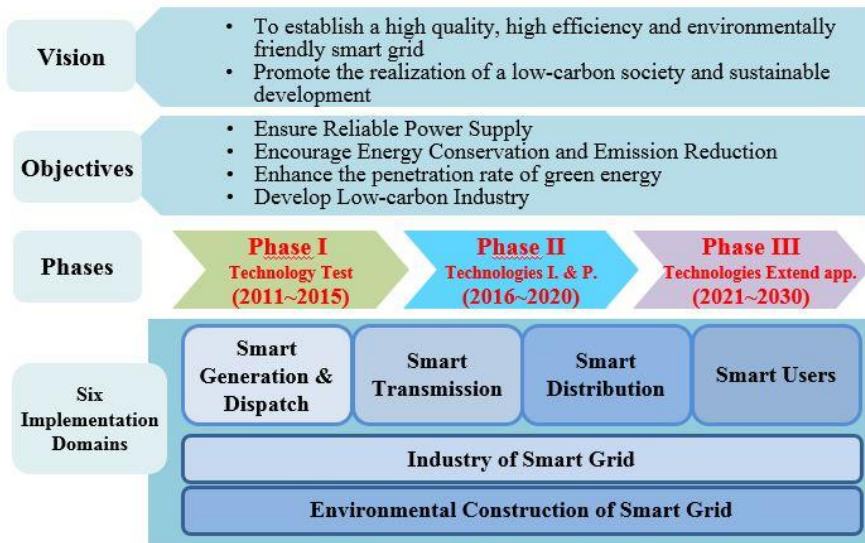 Vision
• To establish a high quality, high efficiency and environmentally
friendly smart grid
• Promote the realization of a low-carbon society and sustainable
development
Objectives
• Ensure Reliable Power Supply
• Encourage Energy Conservation and Emission Reduction
• Enhance the penetration rate of green energy
• Develop Low-carbon Industry
Phases
Phase I
Technology Test
(2011~2015)
Phase II
Technologies I. & P.
(2016~2020)
Phase III
Technologies Extend app.
(2021~2030)
Six
Implementation
Domains
Smart
Generation &
Dispatch
Smart
Transmission
Smart
Distribution
Smart Users
Industry of Smart Grid
Environmental Construction of Smart Grid